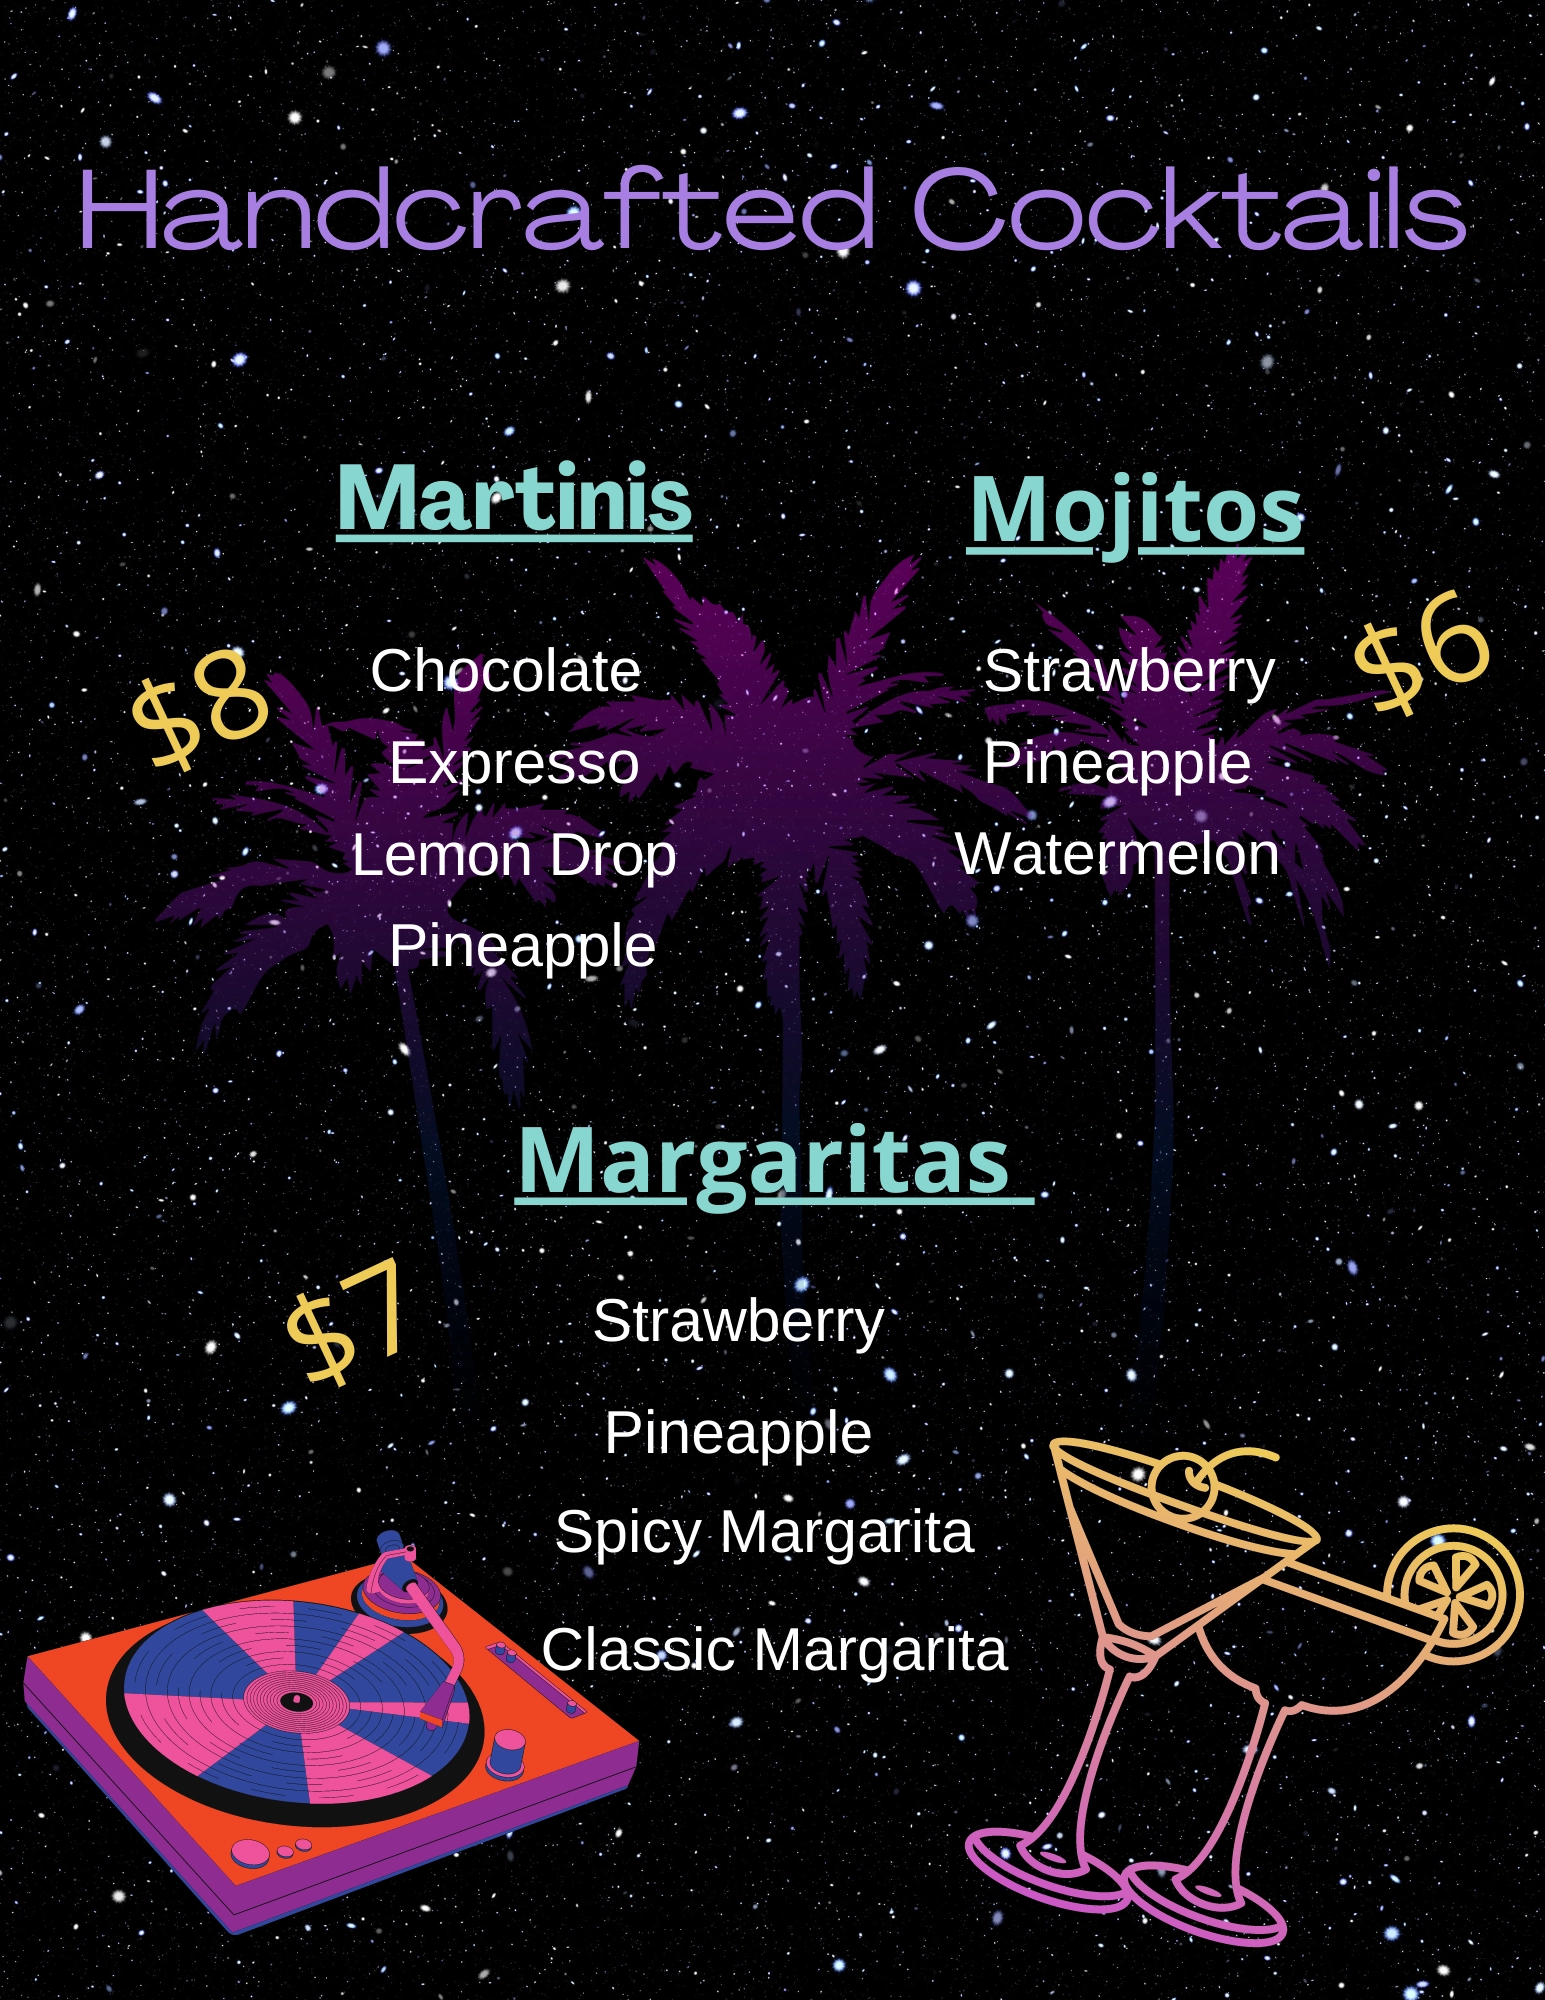 Handcrafted Cocktails
Martinis
$8
Chocolate
Expresso
Lemon Drop
Pineapple
Mojitos
$6
Strawberry
Pineapple
Watermelon
Margaritas
$7
Strawberry
Pineapple
Spicy Margarita
Classic Margarita